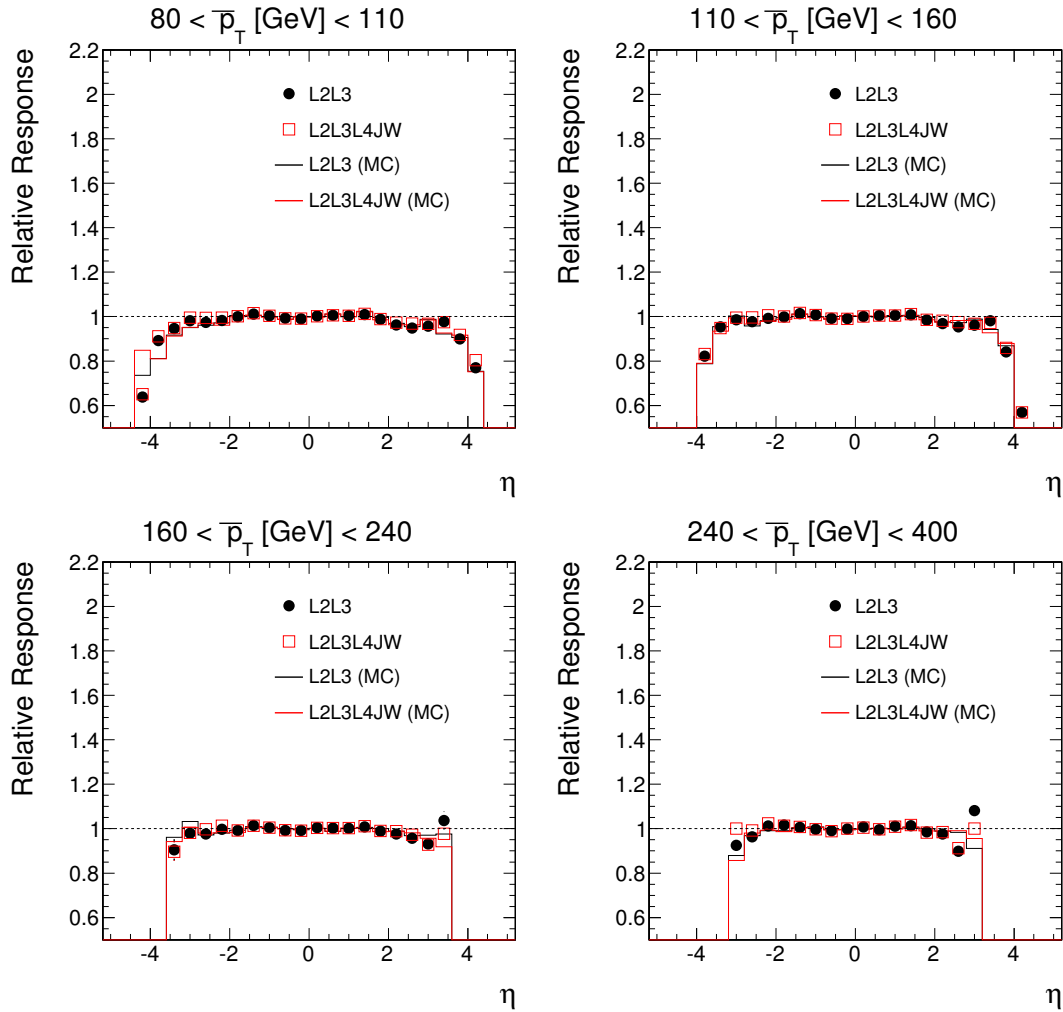 80 < p̅_T [GeV] < 110
Relative Response
2.2
2
1.8
1.6
1.4
1.2
1
0.8
0.6
L2L3
L2L3L4JW
L2L3 (MC)
L2L3L4JW (MC)
-4 -2 0 2 4
η
110 < p̅_T [GeV] < 160
Relative Response
2.2
2
1.8
1.6
1.4
1.2
1
0.8
0.6
L2L3
L2L3L4JW
L2L3 (MC)
L2L3L4JW (MC)
-4 -2 0 2 4
η
160 < p̅_T [GeV] < 240
Relative Response
2.2
2
1.8
1.6
1.4
1.2
1
0.8
0.6
L2L3
L2L3L4JW
L2L3 (MC)
L2L3L4JW (MC)
-4 -2 0 2 4
η
240 < p̅_T [GeV] < 400
Relative Response
2.2
2
1.8
1.6
1.4
1.2
1
0.8
0.6
L2L3
L2L3L4JW
L2L3 (MC)
L2L3L4JW (MC)
-4 -2 0 2 4
η